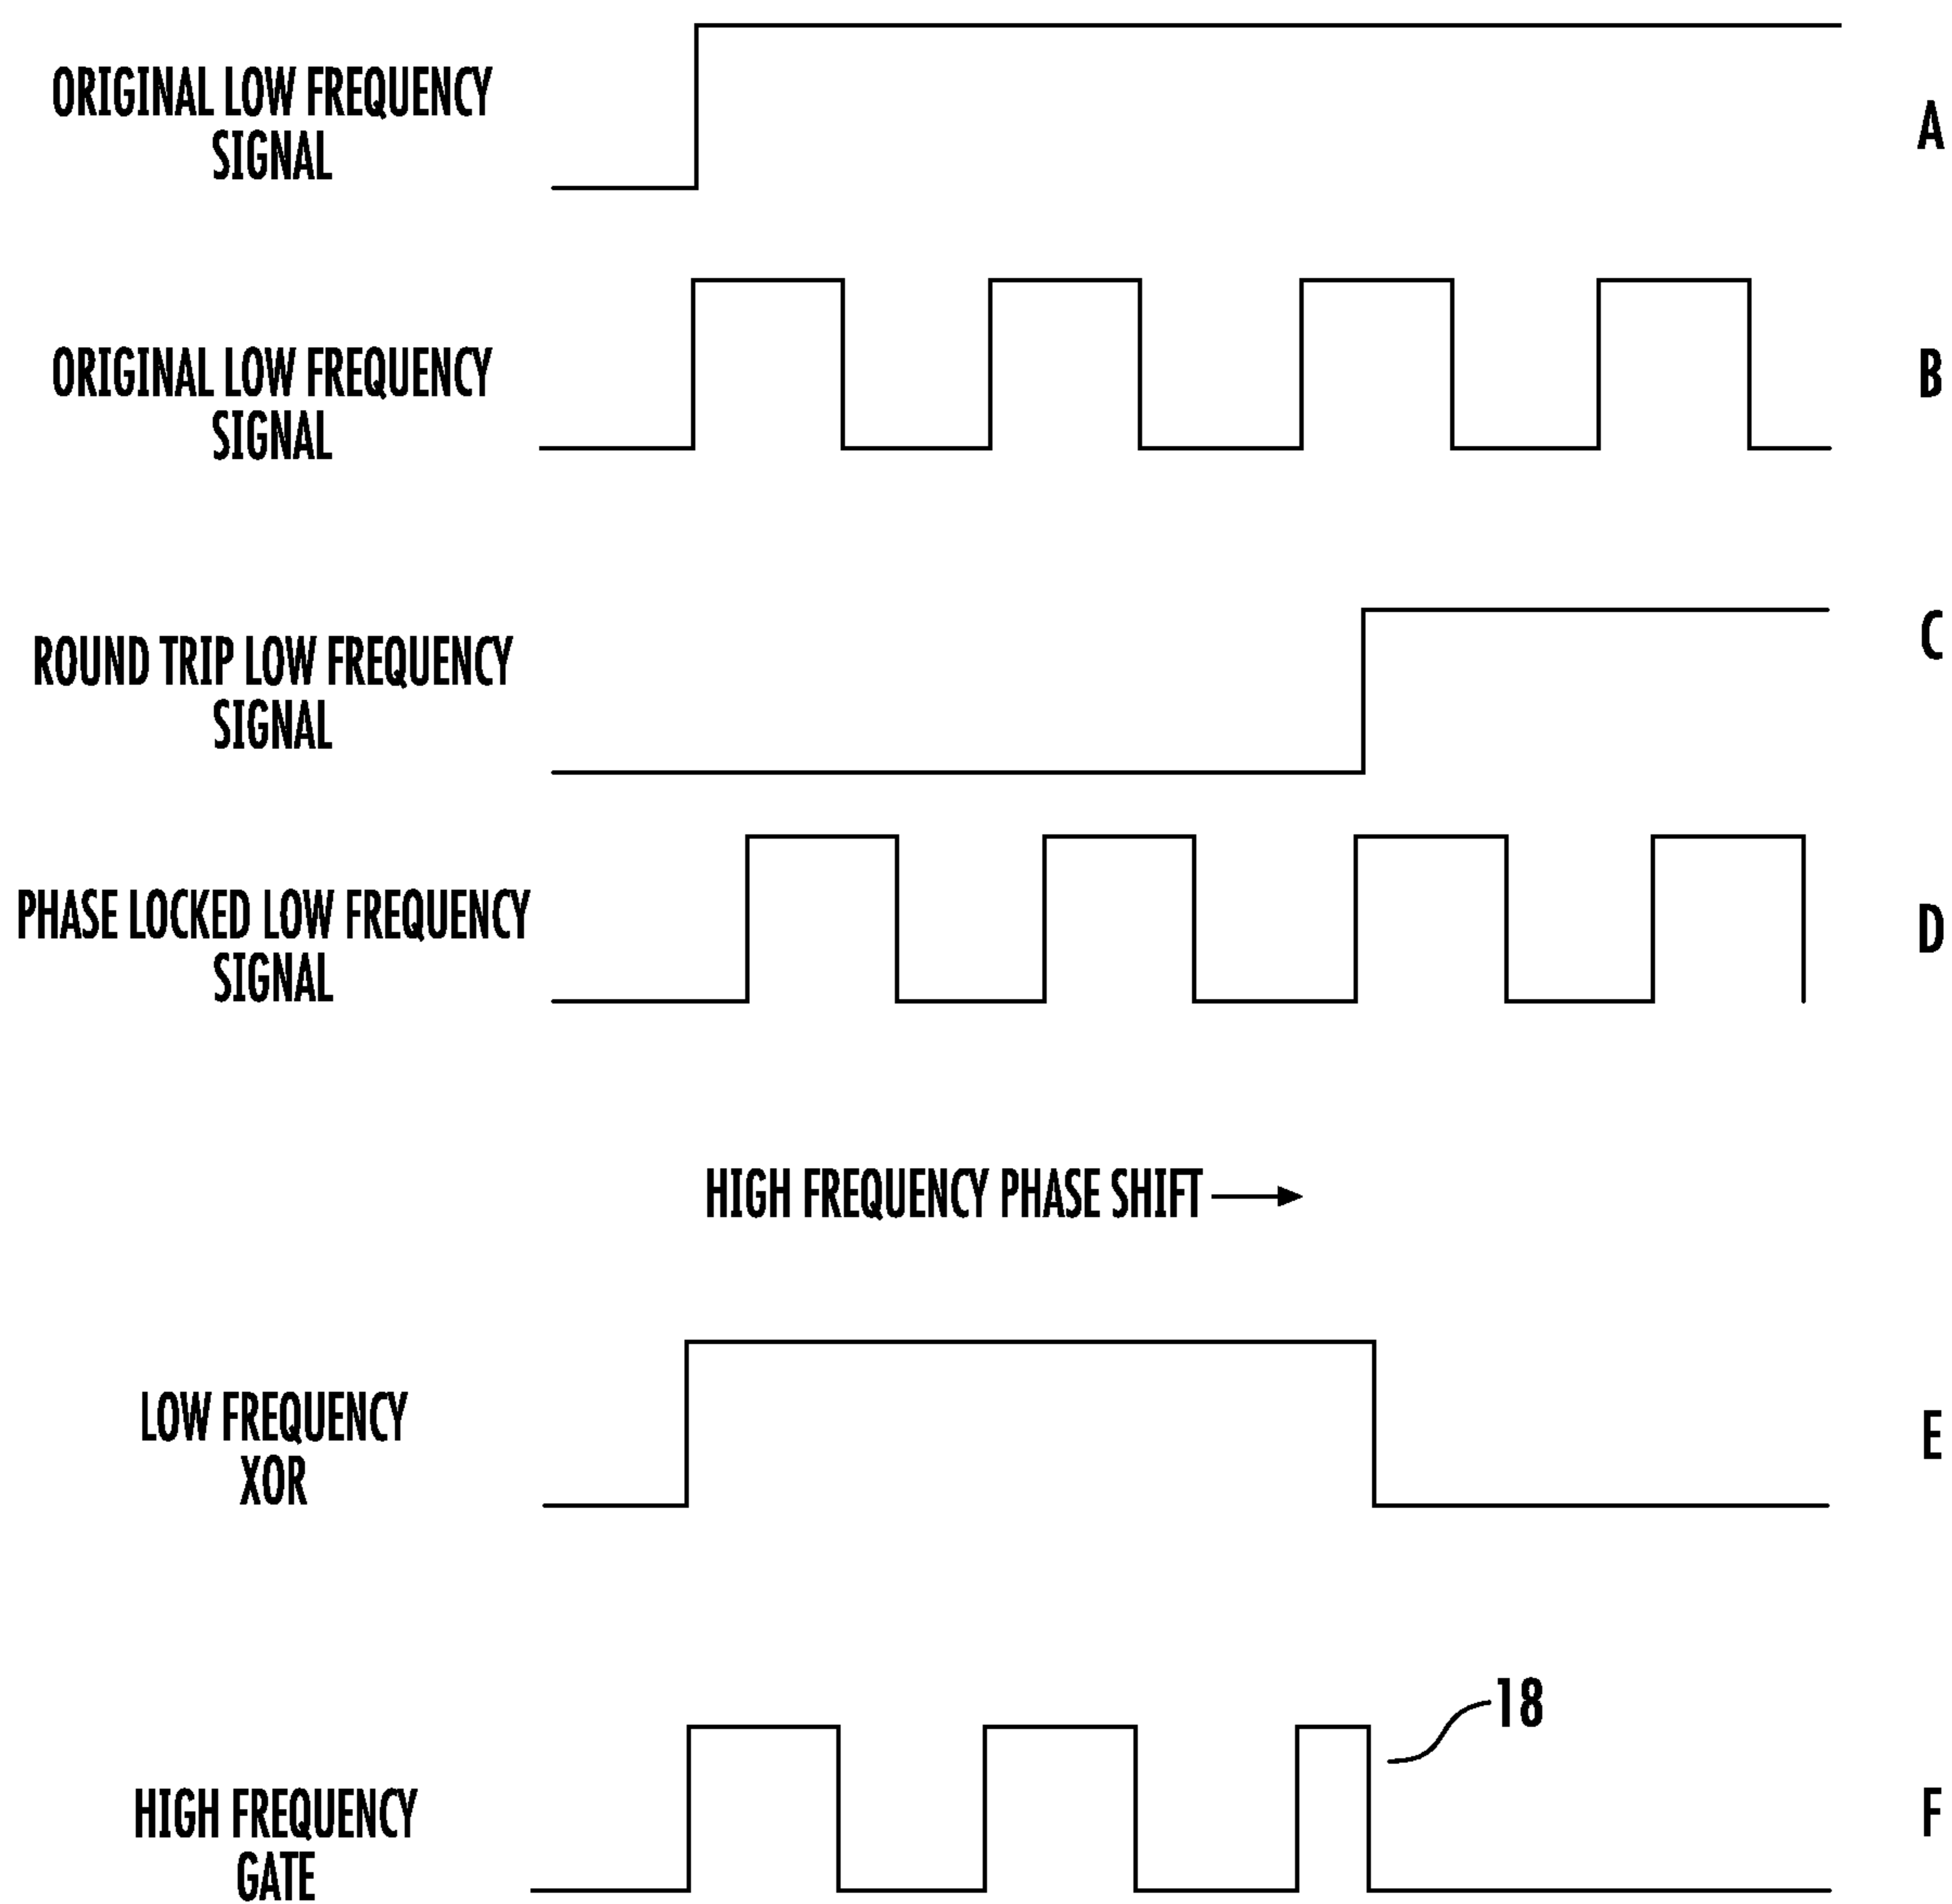 ORIGINAL LOW FREQUENCY
SIGNAL
A
ORIGINAL LOW FREQUENCY
SIGNAL
B
ROUND TRIP LOW FREQUENCY
SIGNAL
C
PHASE LOCKED LOW FREQUENCY
SIGNAL
D
HIGH FREQUENCY PHASE SHIFT
LOW FREQUENCY
XOR
E
18
HIGH FREQUENCY
GATE
F